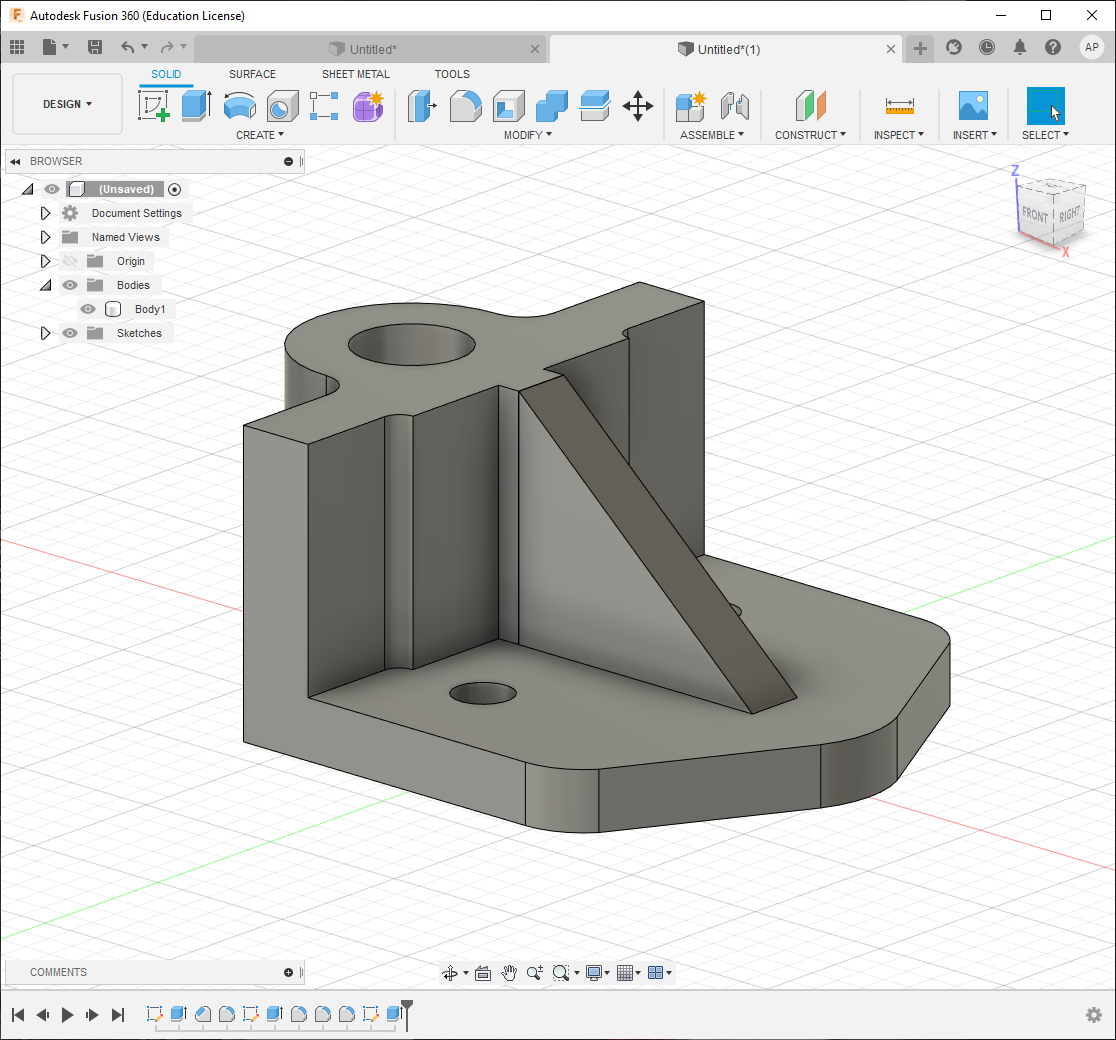 F Autodesk Fusion 360 (Education License)
Untitled*
Untitled*(1)
AP
DESIGN
SOLID SURFACE SHEET METAL TOOLS
CREATE MODIFY ASSEMBLE CONSTRUCT INSPECT INSERT SELECT
BROWSER
(Unsaved)
Document Settings
Named Views
Origin
Bodies
Body1
Sketches
Z
FRONT RIGHT
X
COMMENTS